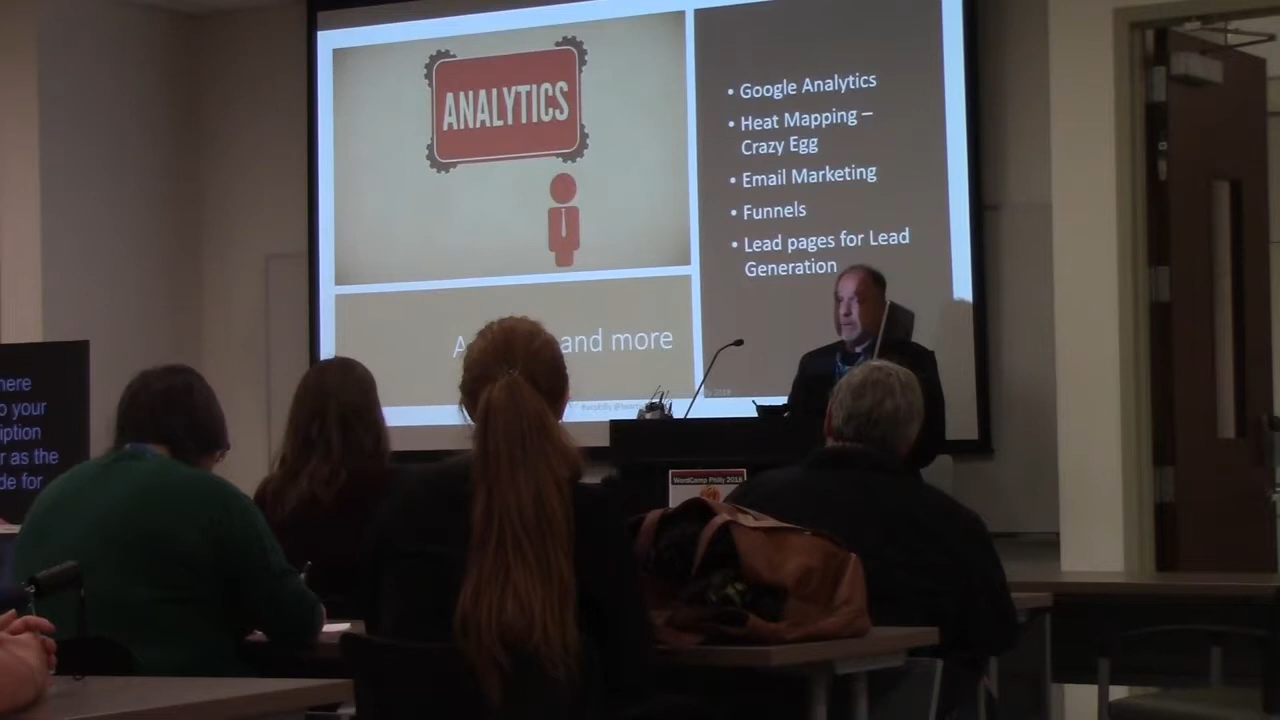 ANALYTICS
• Google Analytics
• Heat Mapping –
Crazy Egg
• Email Marketing
• Funnels
• Lead pages for Lead
Generation
and more
here
o your
iption
r as the
de for
WordCamp Philly 2018